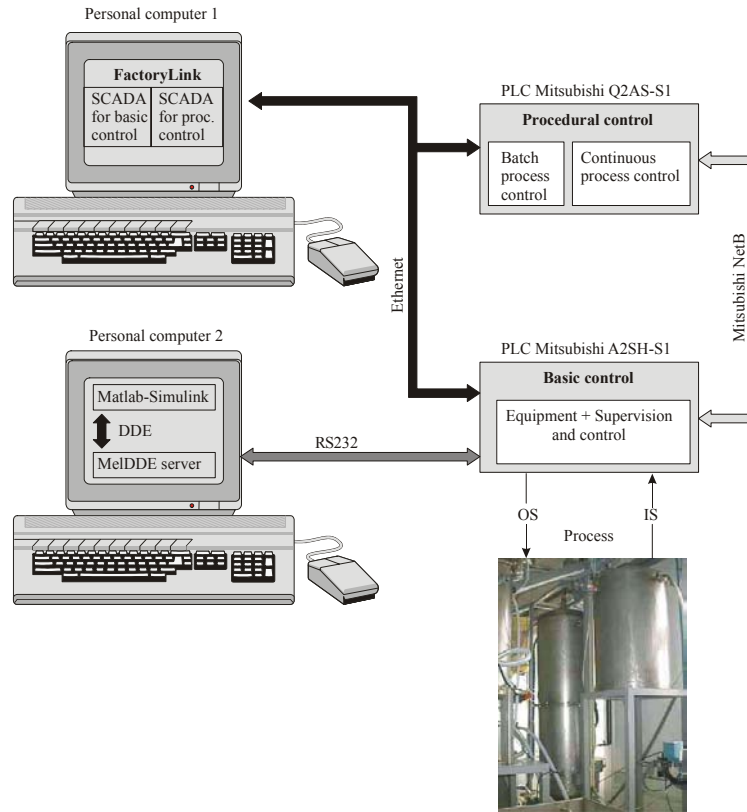 Personal computer 1
FactoryLink
SCADA
for basic
control
SCADA
for proc.
control
PLC Mitsubishi Q2AS-S1
Procedural control
Batch
process
control
Continuous
process control
Ethernet
Mitsubishi NetB
Personal computer 2
Matlab-Simulink
DDE
MelDDE server
RS232
PLC Mitsubishi A2SH-S1
Basic control
Equipment + Supervision
and control
OS
IS
Process